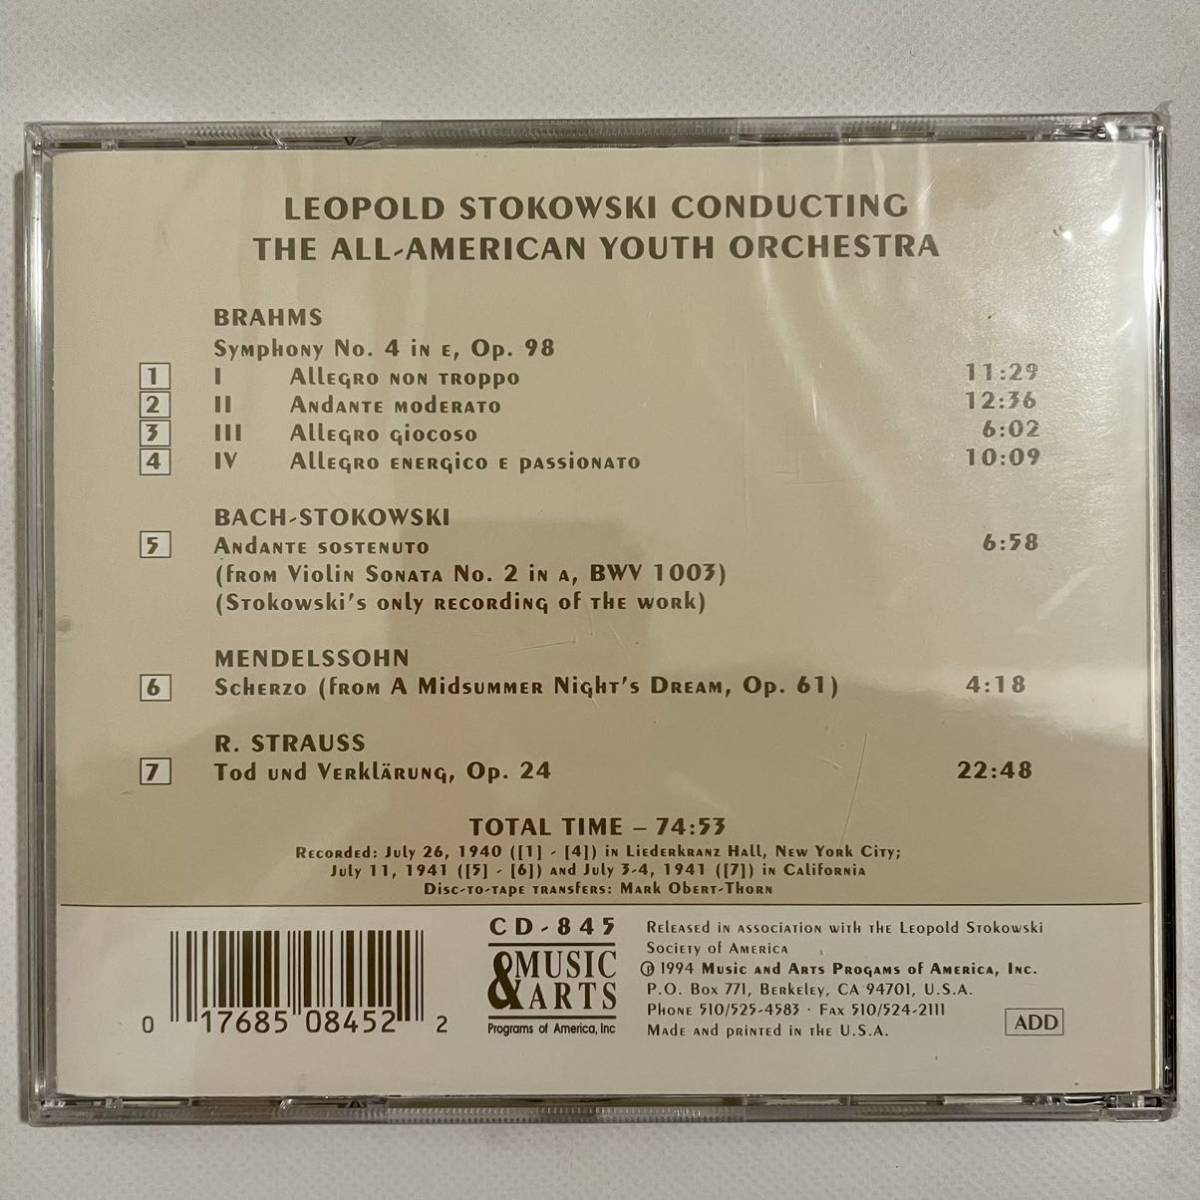 LEOPOLD STOKOWSKI CONDUCTING
THE ALL-AMERICAN YOUTH ORCHESTRA
BRAHMS
Symphony No. 4 in e, Op. 98
1 I Allegro non troppo 11:29
2 II Andante moderato 12:36
3 III Allegro giocoso 6:02
4 IV Allegro energico e passionato 10:09
BACH-STOKOWSKI
5 Andante sostenuto 6:58
(from Violin Sonata No. 2 in a, BWV 1003)
(Stokowski's only recording of the work)
MENDELSSOHN
6 Scherzo (from A Midsummer Night's Dream, Op. 61) 4:18
R. STRAUSS
7 Tod und Verklärung, Op. 24 22:48
TOTAL TIME – 74:53
Recorded: July 26, 1940 ([1] - [4]) in Liederkranz Hall, New York City;
July 11, 1941 ([5] - [6]) and July 3-4, 1941 ([7]) in California
Disc-to-tape transfers: Mark Obert-Thorn
CD-845
MUSIC
& ARTS
Programs of America, Inc
Released in association with the Leopold Stokowski
Society of America
℗ 1994 Music and Arts Progams of America, Inc.
P.O. Box 771, Berkeley, CA 94701, U.S.A.
Phone 510/525-4583 · Fax 510/524-2111
Made and printed in the U.S.A.
ADD
0 17685 08452 2